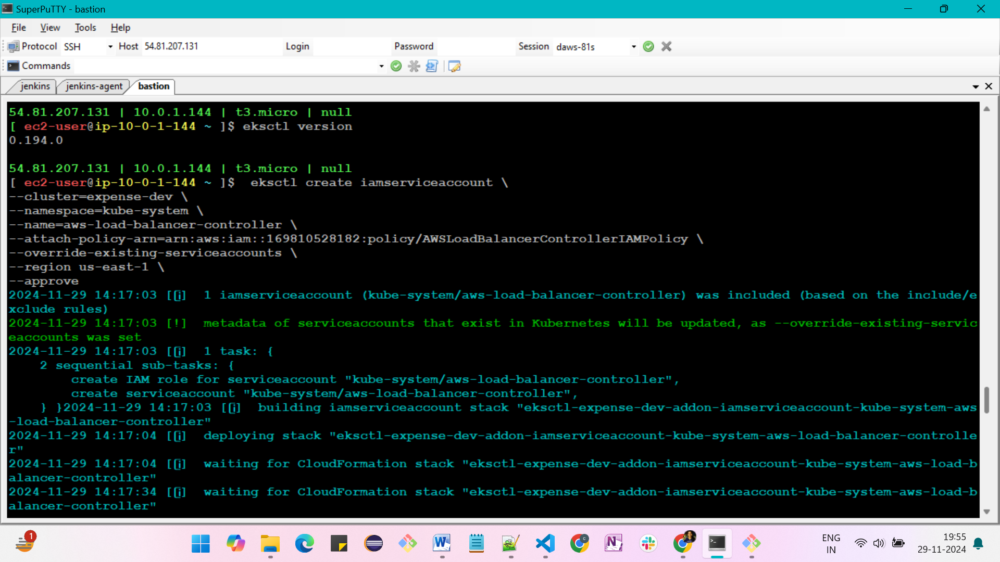 SuperPuTTY - bastion
File View Tools Help
Protocol SSH Host 54.81.207.131 Login Password Session daws-81s
Commands
jenkins jenkins-agent bastion
54.81.207.131 | 10.0.1.144 | t3.micro | null
[ ec2-user@ip-10-0-1-144 ~ ]$ eksctl version
0.194.0
54.81.207.131 | 10.0.1.144 | t3.micro | null
[ ec2-user@ip-10-0-1-144 ~ ]$  eksctl create iamserviceaccount \
--cluster=expense-dev \
--namespace=kube-system \
--name=aws-load-balancer-controller \
--attach-policy-arn=arn:aws:iam::169810528182:policy/AWSLoadBalancerControllerIAMPolicy \
--override-existing-serviceaccounts \
--region us-east-1 \
--approve
2024-11-29 14:17:03 [ℹ]  1 iamserviceaccount (kube-system/aws-load-balancer-controller) was included (based on the include/e
xclude rules)
2024-11-29 14:17:03 [!]  metadata of serviceaccounts that exist in Kubernetes will be updated, as --override-existing-servic
eaccounts was set
2024-11-29 14:17:03 [ℹ]  1 task: {
    2 sequential sub-tasks: {
        create IAM role for serviceaccount "kube-system/aws-load-balancer-controller",
        create serviceaccount "kube-system/aws-load-balancer-controller",
    } }2024-11-29 14:17:03 [ℹ]  building iamserviceaccount stack "eksctl-expense-dev-addon-iamserviceaccount-kube-system-aws
-load-balancer-controller"
2024-11-29 14:17:04 [ℹ]  deploying stack "eksctl-expense-dev-addon-iamserviceaccount-kube-system-aws-load-balancer-controlle
r"
2024-11-29 14:17:04 [ℹ]  waiting for CloudFormation stack "eksctl-expense-dev-addon-iamserviceaccount-kube-system-aws-load-b
alancer-controller"
2024-11-29 14:17:34 [ℹ]  waiting for CloudFormation stack "eksctl-expense-dev-addon-iamserviceaccount-kube-system-aws-load-b
alancer-controller"
1
ENG 19:55
IN 29-11-2024